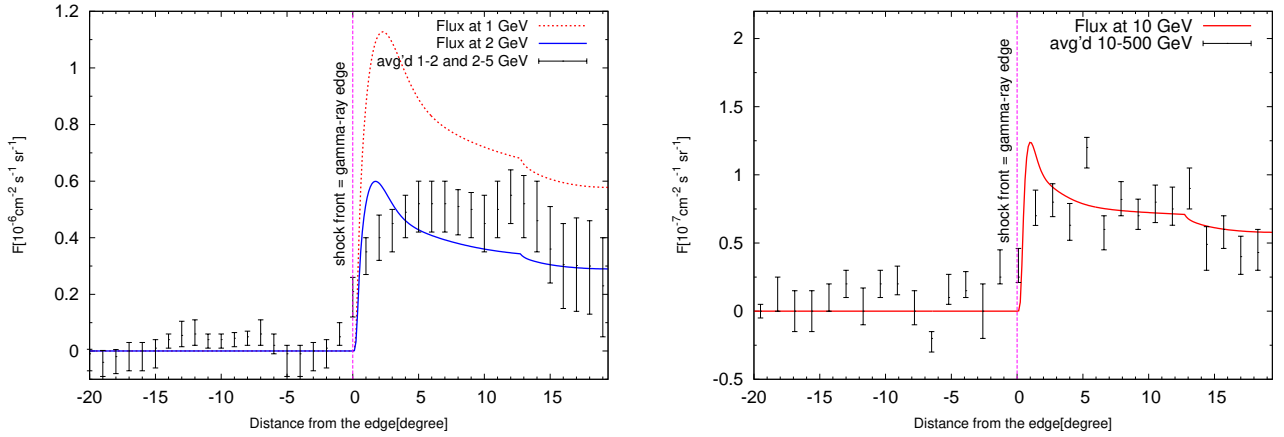 F[10⁻⁶cm⁻² s⁻¹ sr⁻¹]
1.2
1
0.8
0.6
0.4
0.2
0
-20 -15 -10 -5 0 5 10 15
Distance from the edge[degree]
shock front = gamma-ray edge
Flux at 1 GeV
Flux at 2 GeV
avg'd 1-2 and 2-5 GeV
F[10⁻⁷cm⁻² s⁻¹ sr⁻¹]
2
1.5
1
0.5
0
-0.5
-20 -15 -10 -5 0 5 10 15
Distance from the edge[degree]
shock front = gamma-ray edge
Flux at 10 GeV
avg'd 10-500 GeV